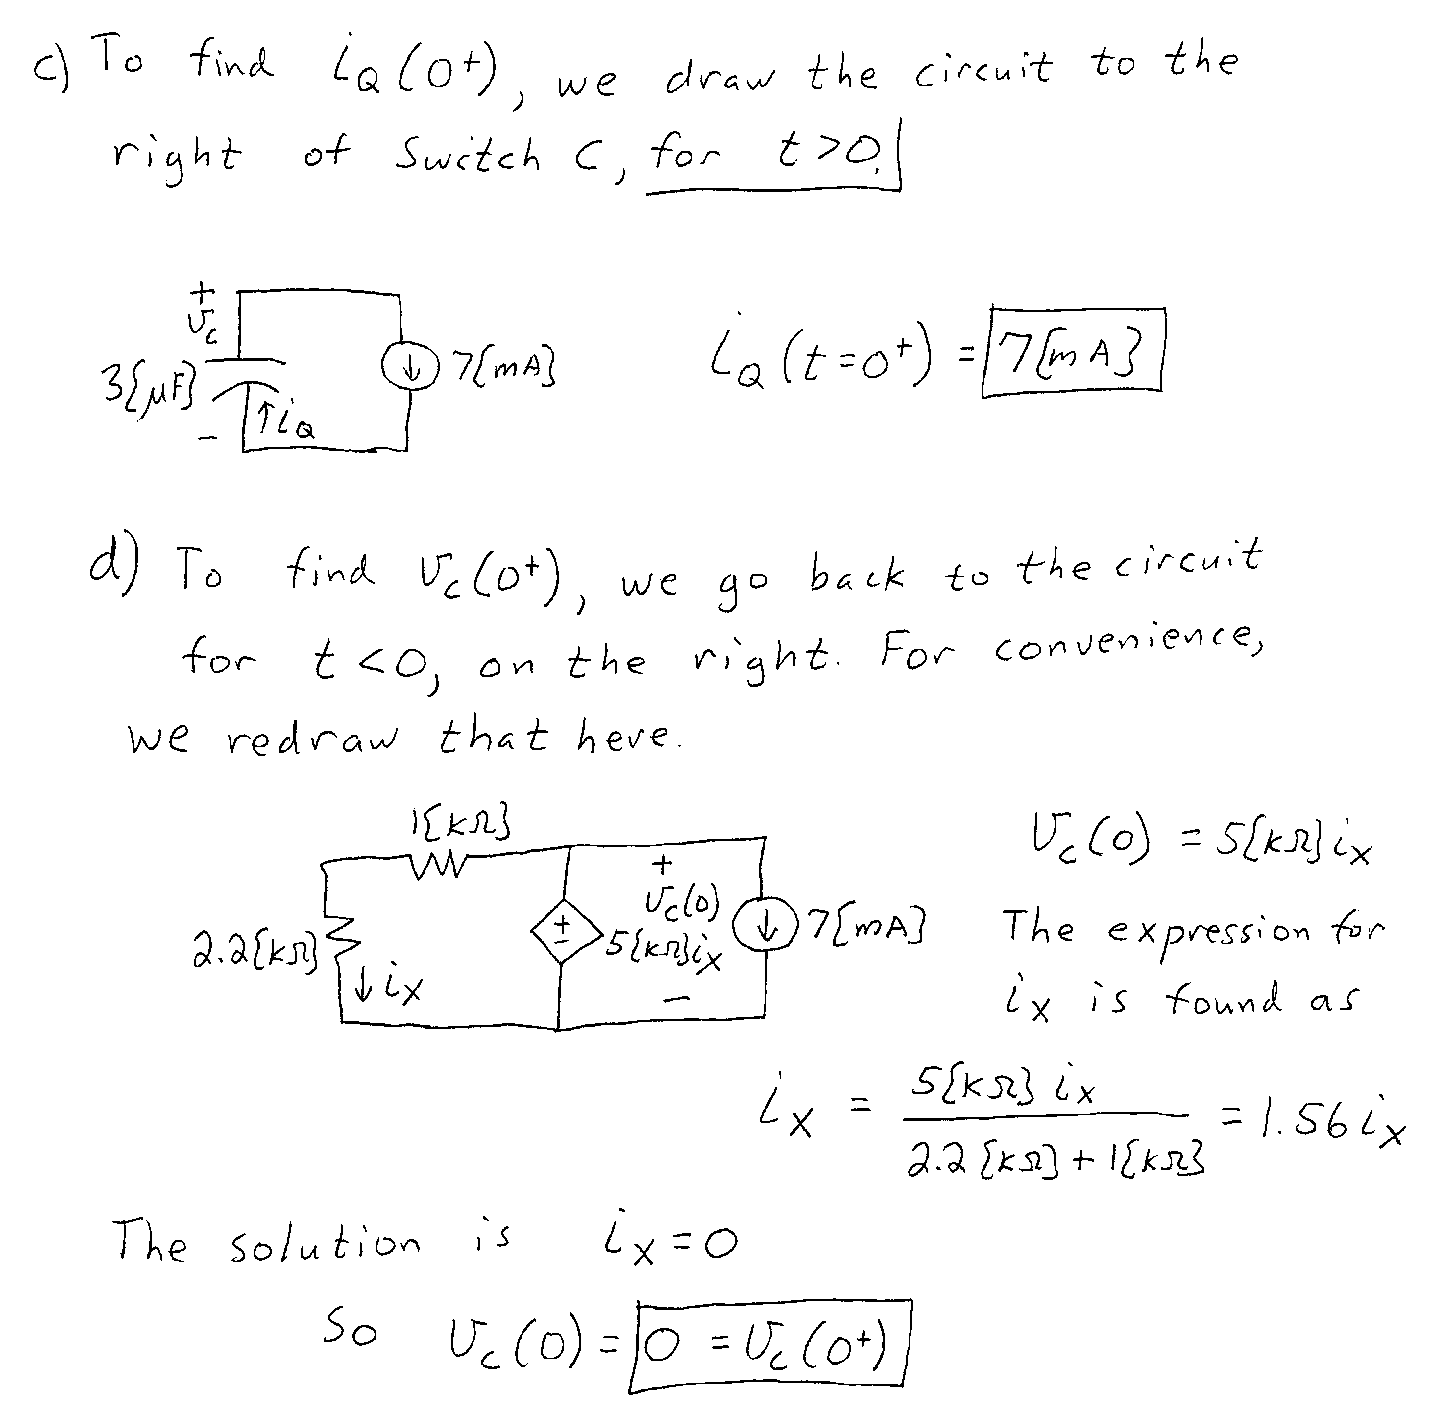 c) To find iQ(0+), we draw the circuit to the
right of Switch C, for t>0.
+
vc
3[μF]
-
iQ
7[mA]
iQ(t=0+) = 7[mA]
d) To find vc(0+), we go back to the circuit
for t<0, on the right. For convenience,
we redraw that here.
1[kΩ]
2.2[kΩ]
ix
+
-
+
vc(0)
5[kΩ]ix
-
7[mA]
vc(0) = 5[kΩ]ix
The expression for
ix is found as
ix = 5[kΩ] ix / 2.2[kΩ] + 1[kΩ] = 1.56 ix
The solution is ix = 0
So vc(0) = 0 = vc(0+)